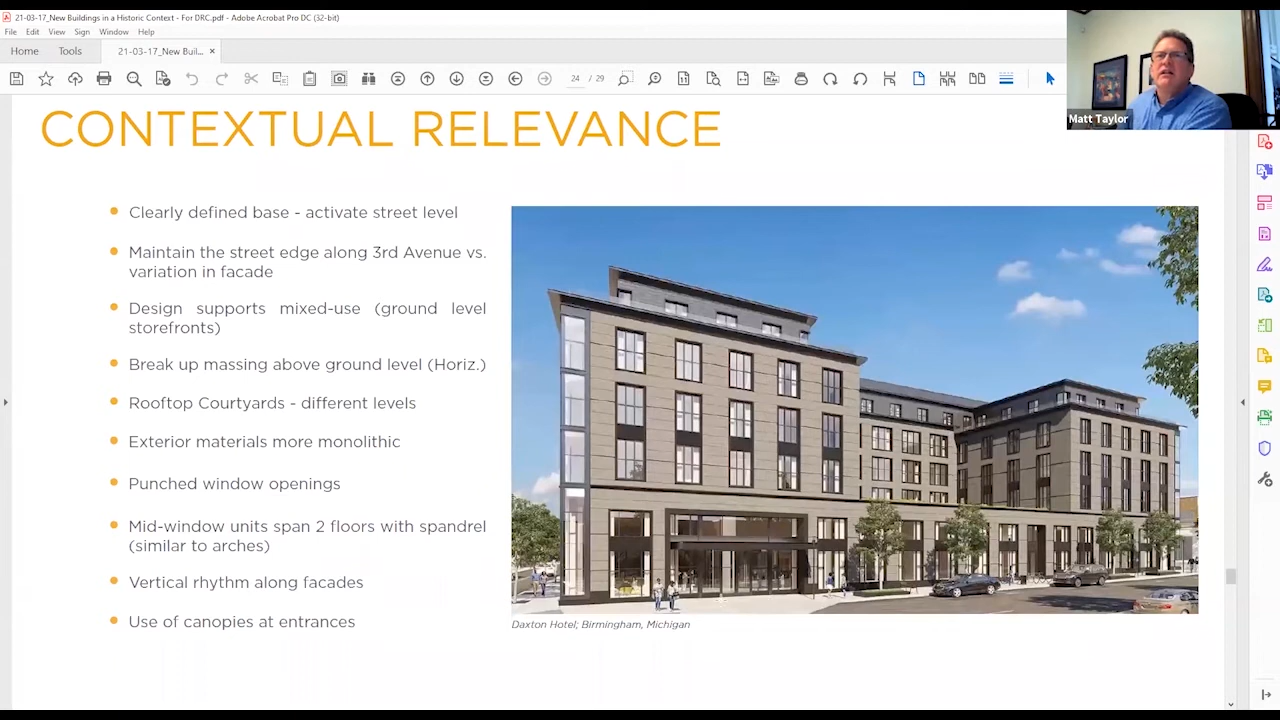 21-03-17_New Buildings in a Historic Context - For DRC.pdf - Adobe Acrobat Pro DC (32-bit)
File Edit View Sign Window Help
Home Tools 21-03-17_New Buil... ×
24 / 29
Matt Taylor
CONTEXTUAL RELEVANCE
Clearly defined base - activate street level
Maintain the street edge along 3rd Avenue vs.
variation in facade
Design supports mixed-use (ground level
storefronts)
Break up massing above ground level (Horiz.)
Rooftop Courtyards - different levels
Exterior materials more monolithic
Punched window openings
Mid-window units span 2 floors with spandrel
(similar to arches)
Vertical rhythm along facades
Use of canopies at entrances
Daxton Hotel; Birmingham, Michigan